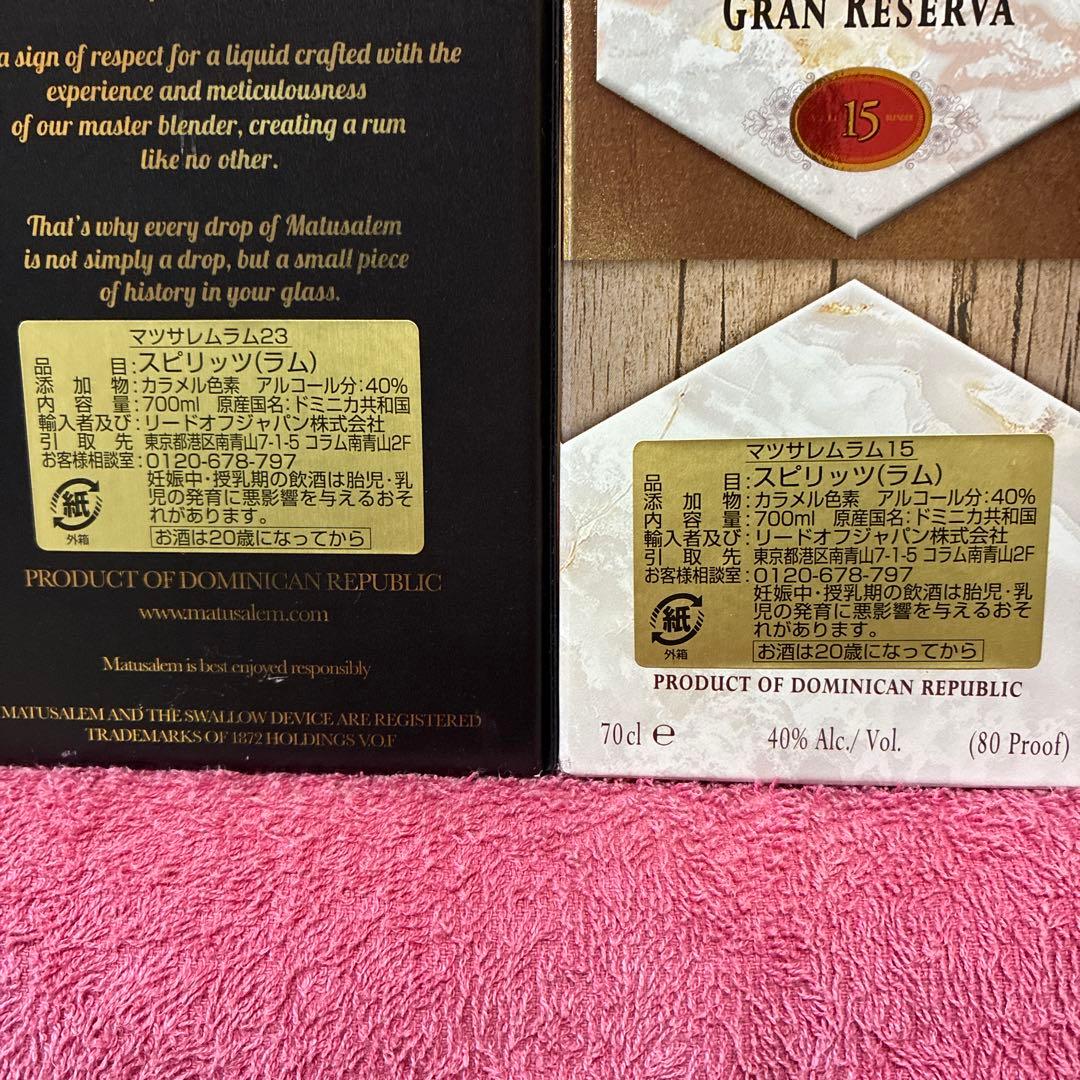 a sign of respect for a liquid crafted with the
experience and meticulousness
of our master blender, creating a rum
like no other.
That's why every drop of Matusalem
is not simply a drop, but a small piece
of history in your glass.
マツサレムラム23
品目:スピリッツ(ラム)
添加物:カラメル色素 アルコール分:40%
内容量:700ml 原産国名:ドミニカ共和国
輸入者及び:リードオフジャパン株式会社
引取先 東京都港区南青山7-1-5 コラム南青山2F
お客様相談室:0120-678-797
妊娠中・授乳期の飲酒は胎児・乳
児の発育に悪影響を与えるおそ
れがあります。
紙
外箱
お酒は20歳になってから
PRODUCT OF DOMINICAN REPUBLIC
www.matusalem.com
Matusalem is best enjoyed responsibly
MATUSALEM AND THE SWALLOW DEVICE ARE REGISTERED
TRADEMARKS OF 1872 HOLDINGS V.O.F
GRAN RESERVA
15
BLENDER
マツサレムラム15
品目:スピリッツ(ラム)
添加物:カラメル色素 アルコール分:40%
内容量:700ml 原産国名:ドミニカ共和国
輸入者及び:リードオフジャパン株式会社
引取先 東京都港区南青山7-1-5 コラム南青山2F
お客様相談室:0120-678-797
妊娠中・授乳期の飲酒は胎児・乳
児の発育に悪影響を与えるおそ
れがあります。
紙
外箱
お酒は20歳になってから
PRODUCT OF DOMINICAN REPUBLIC
70cl e 40% Alc./ Vol. (80 Proof)